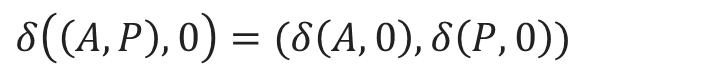 δ((A, P), 0) = (δ(A, 0), δ(P, 0))